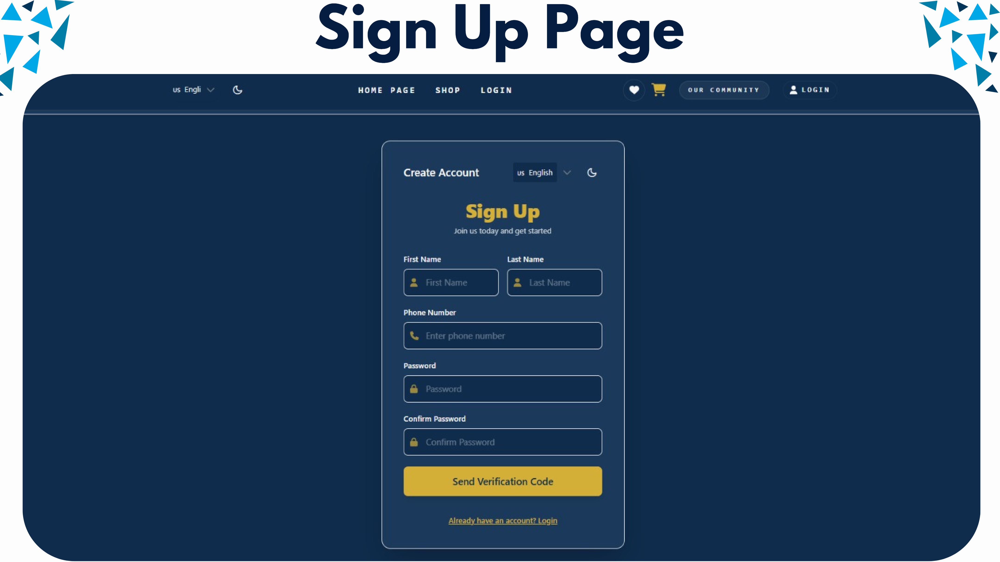 Sign Up Page
us Engli HOME PAGE SHOP LOGIN OUR COMMUNITY LOGIN
Create Account us English
Sign Up
Join us today and get started
First Name Last Name
First Name Last Name
Phone Number
Enter phone number
Password
Password
Confirm Password
Confirm Password
Send Verification Code
Already have an account? Login